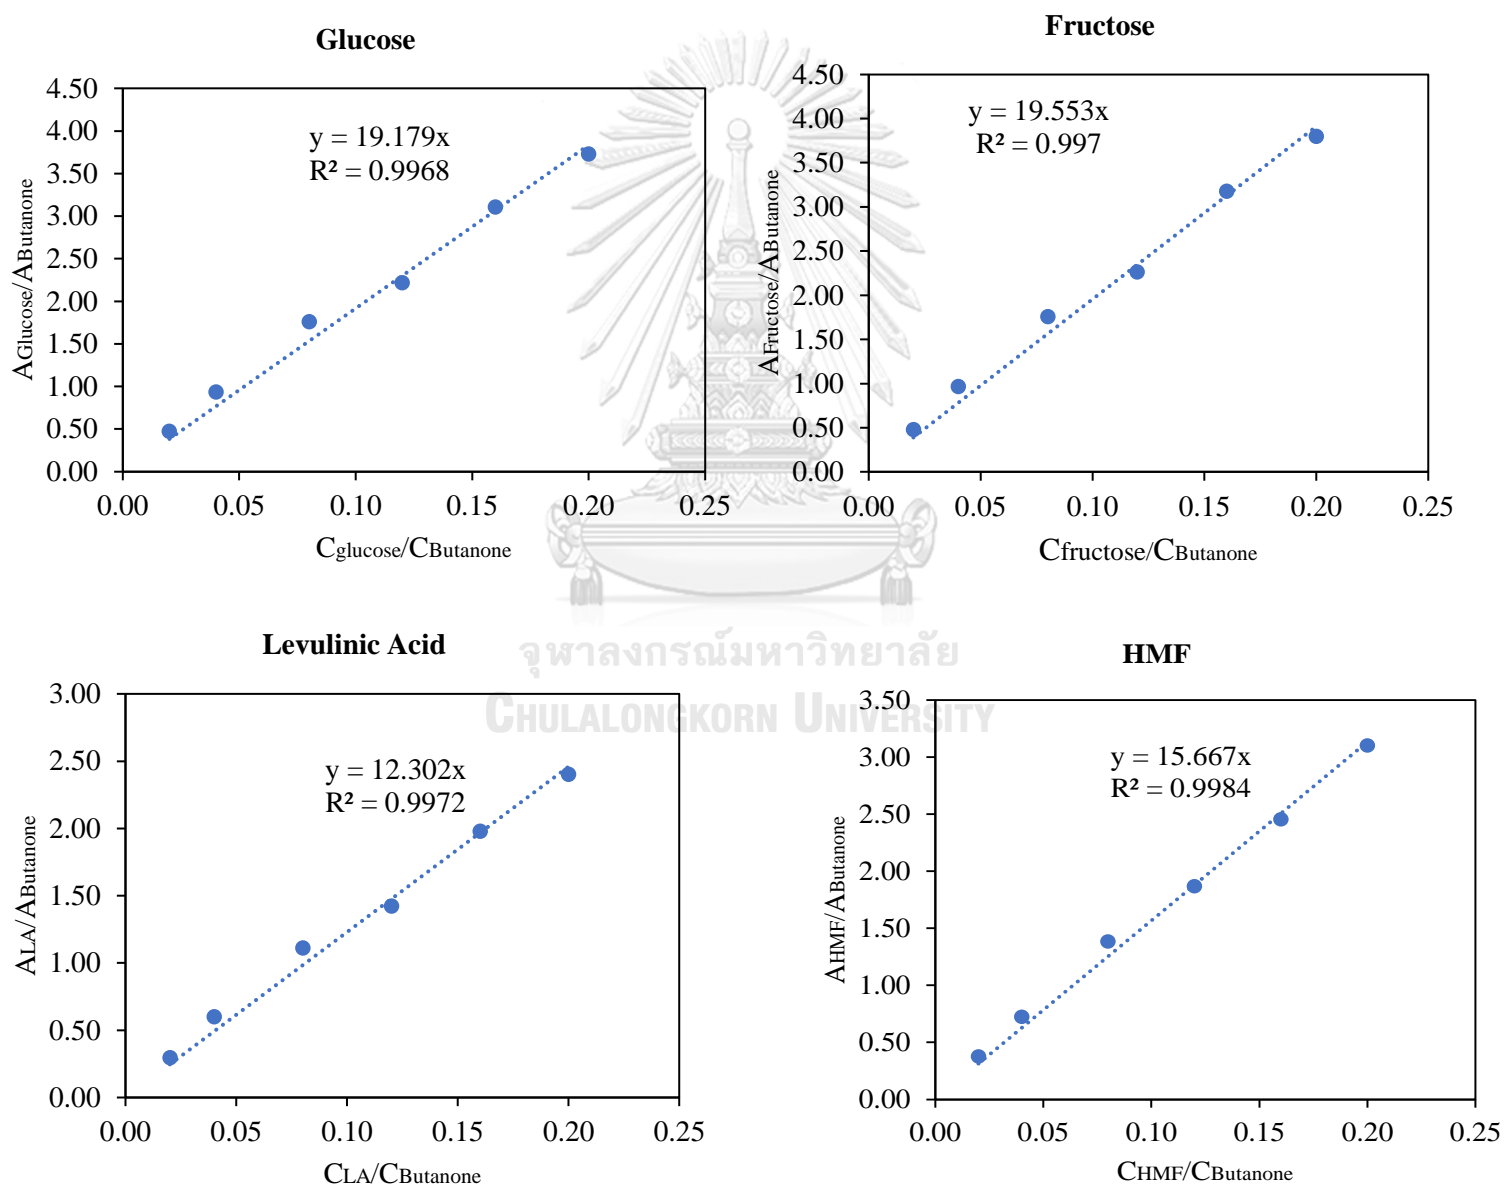 Glucose
4.50
4.00
3.50
3.00
2.50
2.00
1.50
1.00
0.50
0.00
AGlucose/AButanone
y = 19.179x
R² = 0.9968
0.00 0.05 0.10 0.15 0.20 0.25
Cglucose/CButanone
Fructose
4.50
4.00
3.50
3.00
2.50
2.00
1.50
1.00
0.50
0.00
AFructose/AButanone
y = 19.553x
R² = 0.997
0.00 0.05 0.10 0.15 0.20 0.25
Cfructose/CButanone
จุฬาลงกรณ์มหาวิทยาลัย
CHULALONGKORN UNIVERSITY
Levulinic Acid
3.00
2.50
2.00
1.50
1.00
0.50
0.00
ALA/AButanone
y = 12.302x
R² = 0.9972
0.00 0.05 0.10 0.15 0.20 0.25
CLA/CButanone
HMF
3.50
3.00
2.50
2.00
1.50
1.00
0.50
0.00
AHMF/AButanone
y = 15.667x
R² = 0.9984
0.00 0.05 0.10 0.15 0.20 0.25
CHMF/CButanone